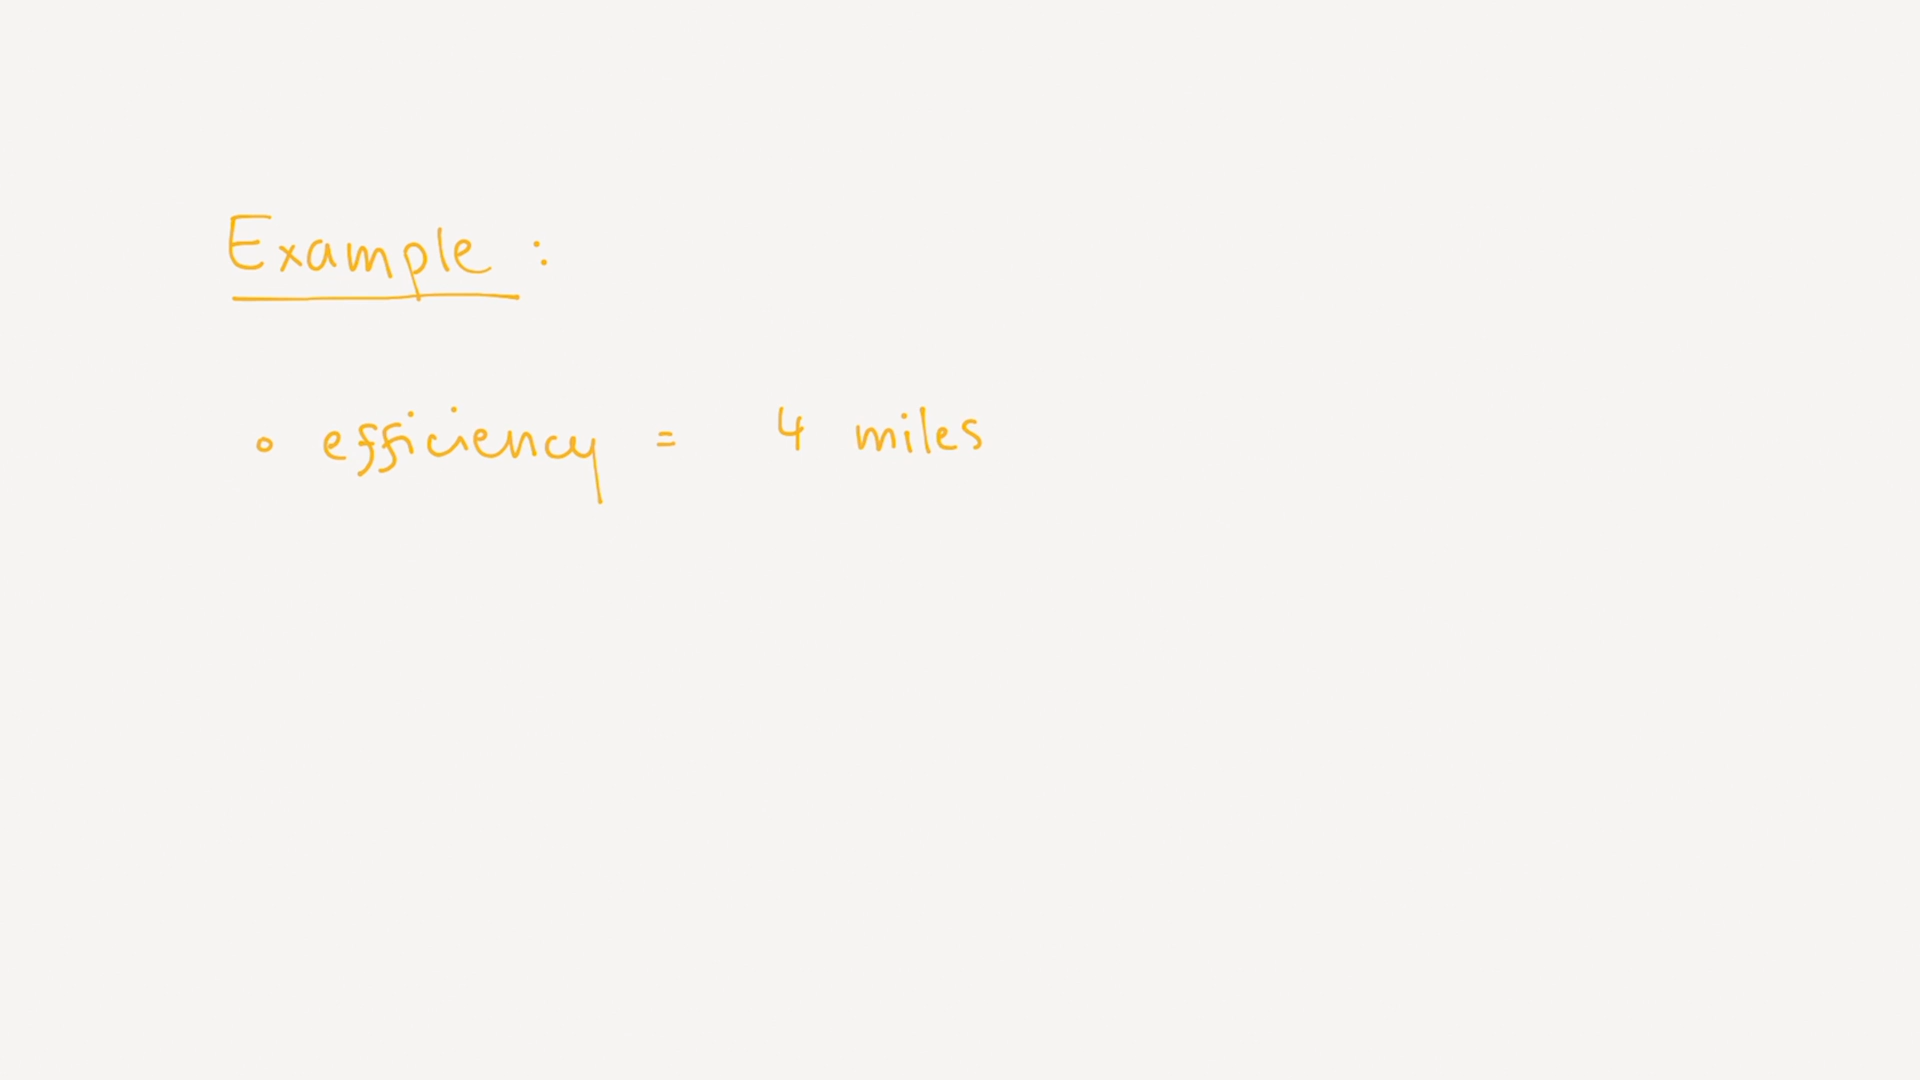 Example :
∘ efficiency = 4 miles